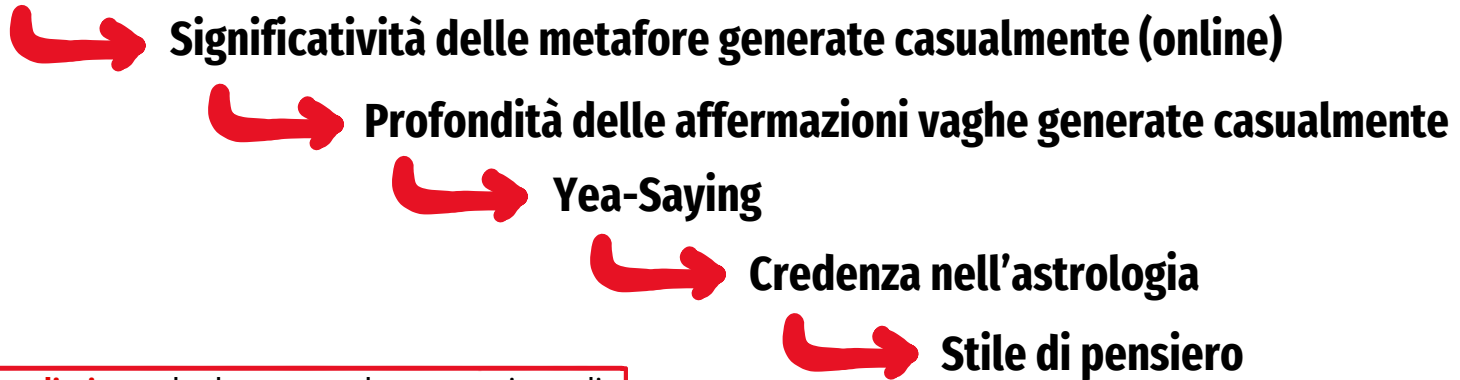 Significatività delle metafore generate casualmente (online)
Profondità delle affermazioni vaghe generate casualmente
Yea-Saying
Credenza nell'astrologia
Stile di pensiero